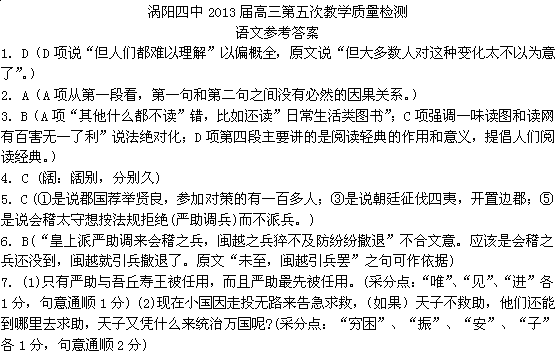 涡阳四中 2013 届高三第五次教学质量检测
语文参考答案
1. D（D 项说“但人们都难以理解”以偏概全，原文说“但大多数人对这种变化太不以为意
了”。）
2. A（A 项从第一段看，第一句和第二句之间没有必然的因果关系。）
3. B（A 项“其他什么都不读”错，比如还读”日常生活类图书”；C 项强调一味读图和读网
有百害无一了利”说法绝对化；D 项第四段主要讲的是阅读经典的作用和意义，提倡人们阅
读经典。）
4. C（阔：阔别，分别久）
5. C（①是说郡国荐举贤良，参加对策的有一百多人；③是说朝廷征伐四夷，开置边郡；⑤
是说会稽太守想按法规拒绝（严助调兵）而不派兵。）
6. B(“皇上派严助调来会稽之兵，闽越之兵猝不及防纷纷撤退”不合文意。应该是会稽之
兵还没到，闽越就引兵撤退了。原文“未至，闽越引兵罢”之句可作依据)
7. (1)只有严助与吾丘寿王被任用，而且严助最先被任用。（采分点：“唯”、“见”、“进”各
1 分，句意通顺 1 分）(2)现在小国因走投无路来告急求救，（如果）天子不救助，他们还能
到哪里去求助，天子又凭什么来统治万国呢？(采分点：“穷困”、“振”、“安”、“子”
各 1 分，句意通顺 2 分)